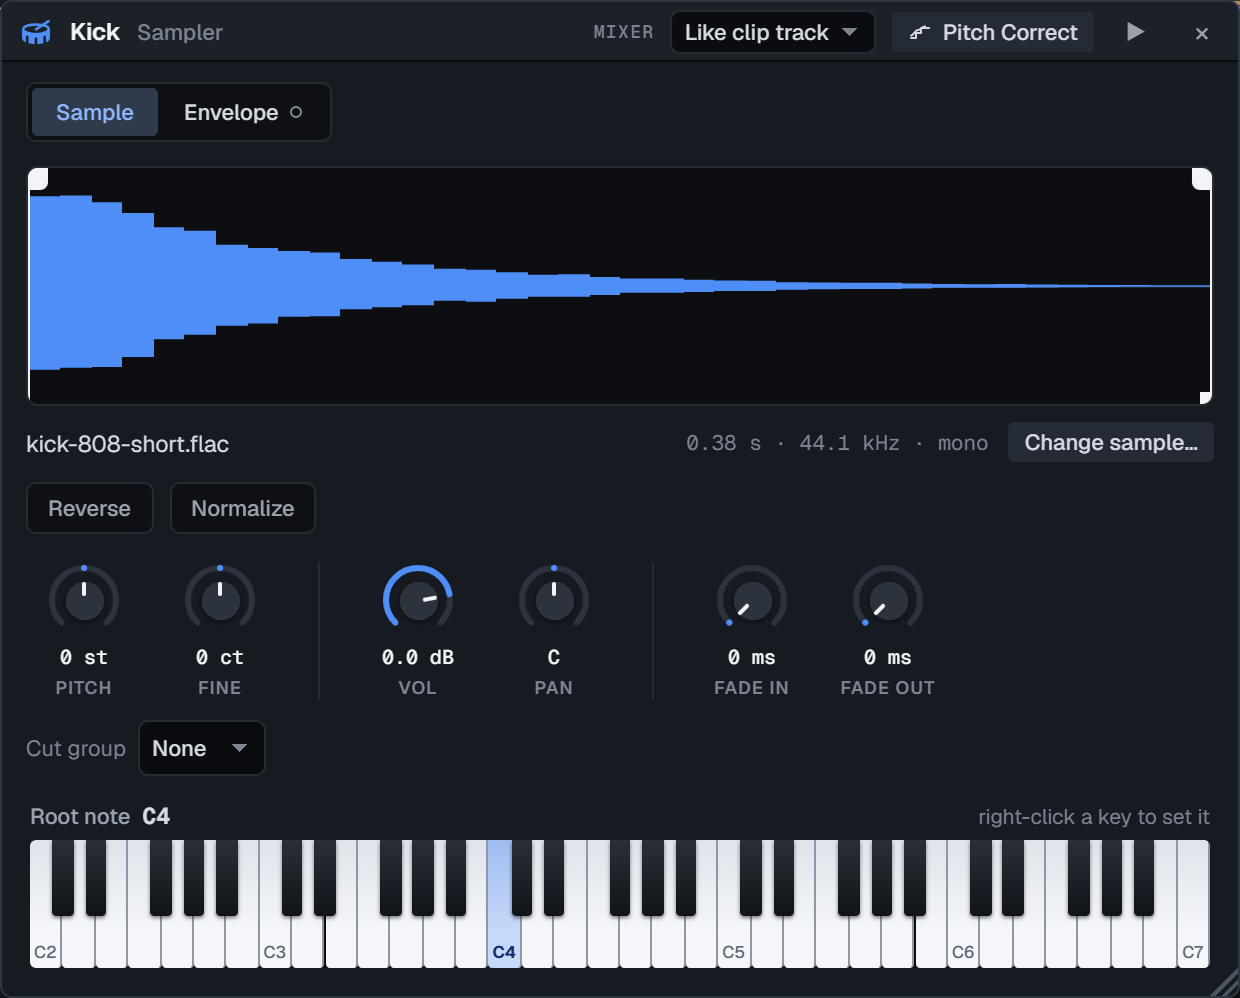 Kick Sampler MIXER Like clip track Pitch Correct
Sample Envelope
kick-808-short.flac 0.38 s · 44.1 kHz · mono Change sample…
Reverse Normalize
0 st 0 ct 0.0 dB C 0 ms 0 ms
PITCH FINE VOL PAN FADE IN FADE OUT
Cut group None
Root note C4 right-click a key to set it
C2 C3 C4 C5 C6 C7